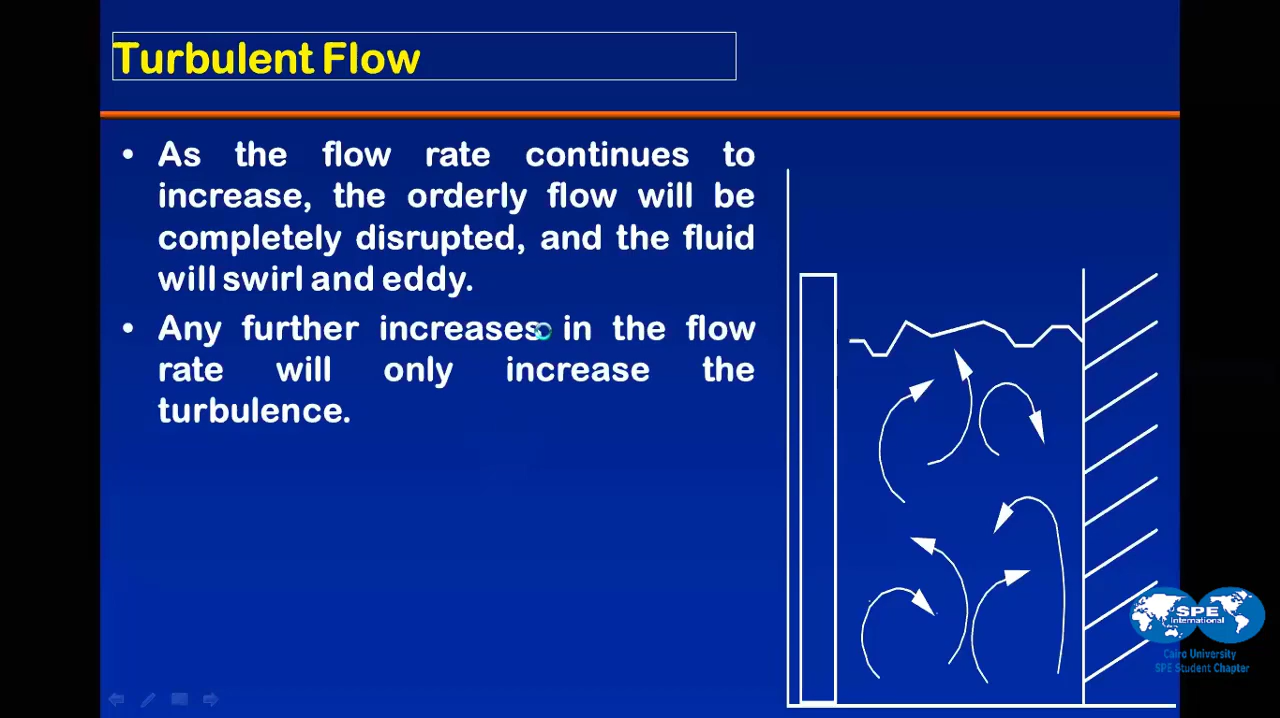 Turbulent Flow
• As the flow rate continues to
increase, the orderly flow will be
completely disrupted, and the fluid
will swirl and eddy.
• Any further increases in the flow
rate will only increase the
turbulence.
SPE
International
Cairo University
SPE Student Chapter